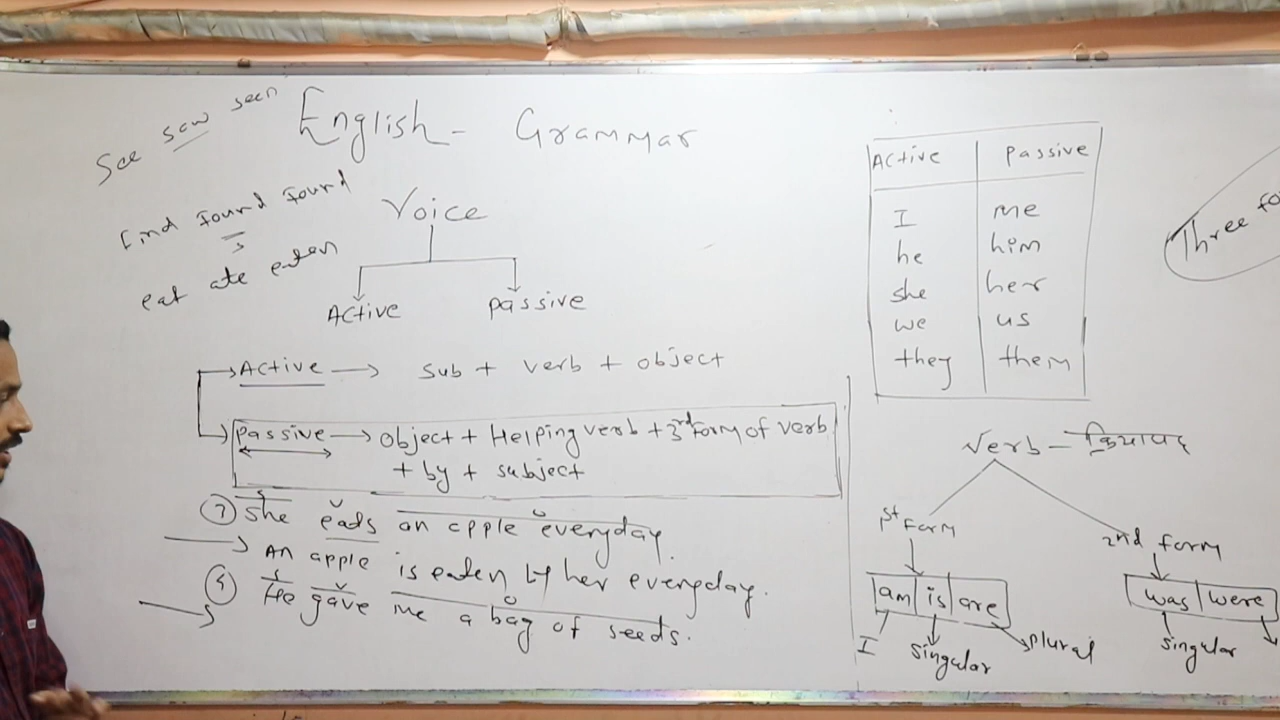 See saw seen
English - Grammar
find found found
eat ate eaten
Voice
Active Passive
Active → sub + verb + object
Passive → object + Helping verb + 3rd form of verb
+ by + subject
s v o
She eads an apple everyday.
→ An apple is eaten by her everyday.
s v o
He gave me a bag of seeds.
→
Active Passive
I me
he him
she her
we us
they them
Three
Verb - क्रियापद
1st form 2nd form
am is are
was were
I singular plural
singular